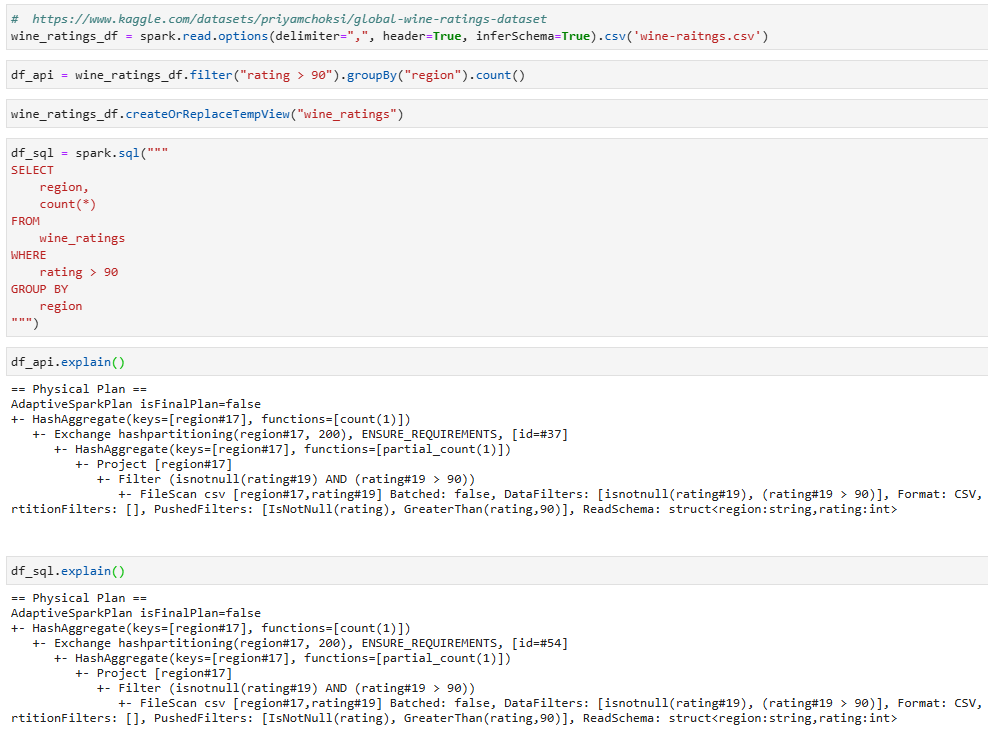 #  https://www.kaggle.com/datasets/priyamchoksi/global-wine-ratings-dataset
wine_ratings_df = spark.read.options(delimiter=",", header=True, inferSchema=True).csv('wine-raitngs.csv')
df_api = wine_ratings_df.filter("rating > 90").groupBy("region").count()
wine_ratings_df.createOrReplaceTempView("wine_ratings")
df_sql = spark.sql("""
SELECT
    region,
    count(*)
FROM
    wine_ratings
WHERE
    rating > 90
GROUP BY
    region
""")
df_api.explain()
== Physical Plan ==
AdaptiveSparkPlan isFinalPlan=false
+- HashAggregate(keys=[region#17], functions=[count(1)])
   +- Exchange hashpartitioning(region#17, 200), ENSURE_REQUIREMENTS, [id=#37]
      +- HashAggregate(keys=[region#17], functions=[partial_count(1)])
         +- Project [region#17]
            +- Filter (isnotnull(rating#19) AND (rating#19 > 90))
               +- FileScan csv [region#17,rating#19] Batched: false, DataFilters: [isnotnull(rating#19), (rating#19 > 90)], Format: CSV,
rtitionFilters: [], PushedFilters: [IsNotNull(rating), GreaterThan(rating,90)], ReadSchema: struct<region:string,rating:int>
df_sql.explain()
== Physical Plan ==
AdaptiveSparkPlan isFinalPlan=false
+- HashAggregate(keys=[region#17], functions=[count(1)])
   +- Exchange hashpartitioning(region#17, 200), ENSURE_REQUIREMENTS, [id=#54]
      +- HashAggregate(keys=[region#17], functions=[partial_count(1)])
         +- Project [region#17]
            +- Filter (isnotnull(rating#19) AND (rating#19 > 90))
               +- FileScan csv [region#17,rating#19] Batched: false, DataFilters: [isnotnull(rating#19), (rating#19 > 90)], Format: CSV,
rtitionFilters: [], PushedFilters: [IsNotNull(rating), GreaterThan(rating,90)], ReadSchema: struct<region:string,rating:int>